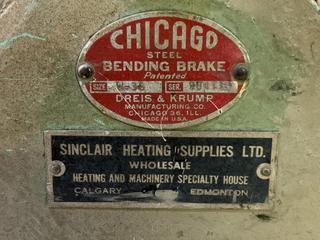 CHICAGO
STEEL
BENDING BRAKE
Patented
SIZE SER.
DREIS & KRUMP
MANUFACTURING CO.
CHICAGO 36, ILL.
MADE IN U.S.A.
SINCLAIR HEATING SUPPLIES LTD.
WHOLESALE
HEATING AND MACHINERY SPECIALTY HOUSE
CALGARY EDMONTON